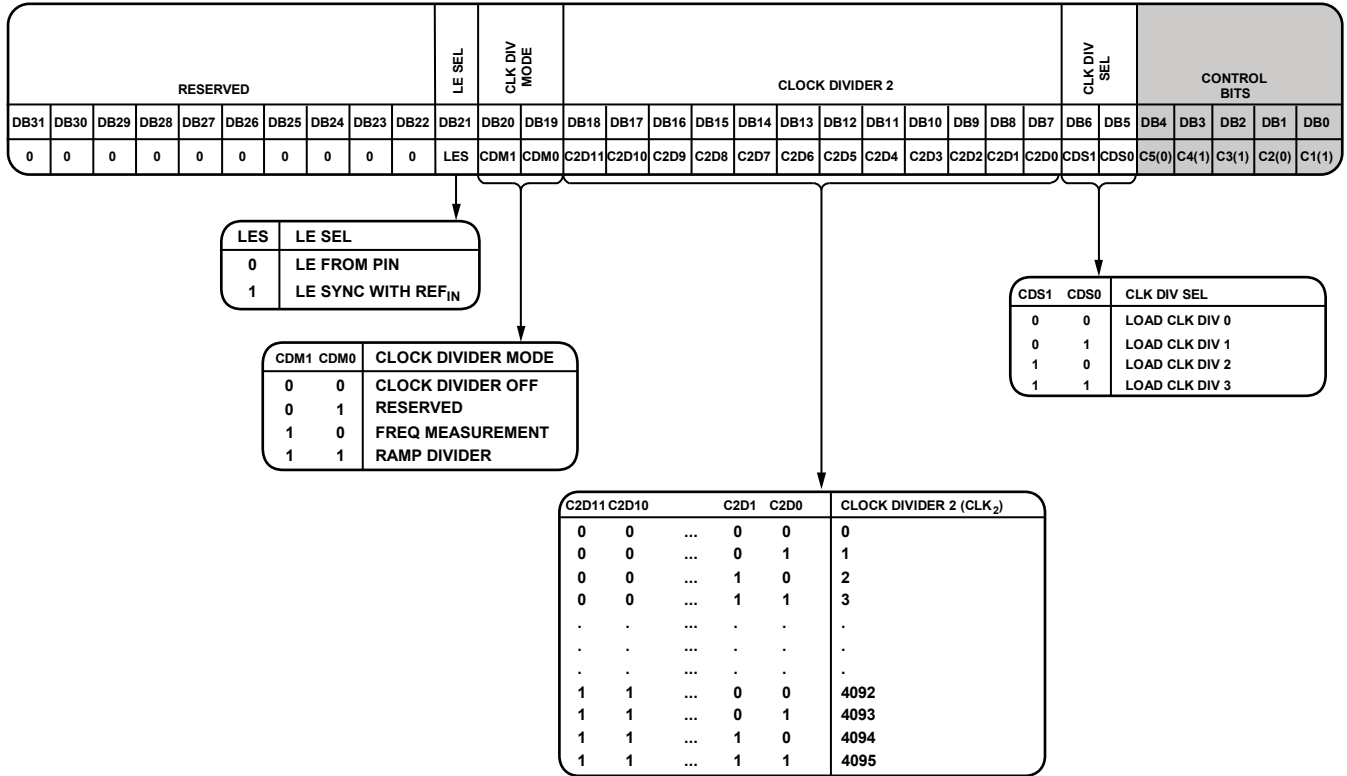 RESERVED
LE SEL
CLK DIV
MODE
CLOCK DIVIDER 2
CLK DIV
SEL
CONTROL
BITS
DB31 DB30 DB29 DB28 DB27 DB26 DB25 DB24 DB23 DB22 DB21 DB20 DB19 DB18 DB17 DB16 DB15 DB14 DB13 DB12 DB11 DB10 DB9 DB8 DB7 DB6 DB5 DB4 DB3 DB2 DB1 DB0
0 0 0 0 0 0 0 0 0 0 LES CDM1 CDM0 C2D11 C2D10 C2D9 C2D8 C2D7 C2D6 C2D5 C2D4 C2D3 C2D2 C2D1 C2D0 CDS1 CDS0 C5(0) C4(1) C3(1) C2(0) C1(1)
LES LE SEL
0 LE FROM PIN
1 LE SYNC WITH REFIN
CDS1 CDS0 CLK DIV SEL
0 0 LOAD CLK DIV 0
0 1 LOAD CLK DIV 1
1 0 LOAD CLK DIV 2
1 1 LOAD CLK DIV 3
CDM1 CDM0 CLOCK DIVIDER MODE
0 0 CLOCK DIVIDER OFF
0 1 RESERVED
1 0 FREQ MEASUREMENT
1 1 RAMP DIVIDER
C2D11 C2D10 C2D1 C2D0 CLOCK DIVIDER 2 (CLK2)
0 0 ... 0 0 0
0 0 ... 0 1 1
0 0 ... 1 0 2
0 0 ... 1 1 3
. . ... . . .
. . ... . . .
. . ... . . .
1 1 ... 0 0 4092
1 1 ... 0 1 4093
1 1 ... 1 0 4094
1 1 ... 1 1 4095